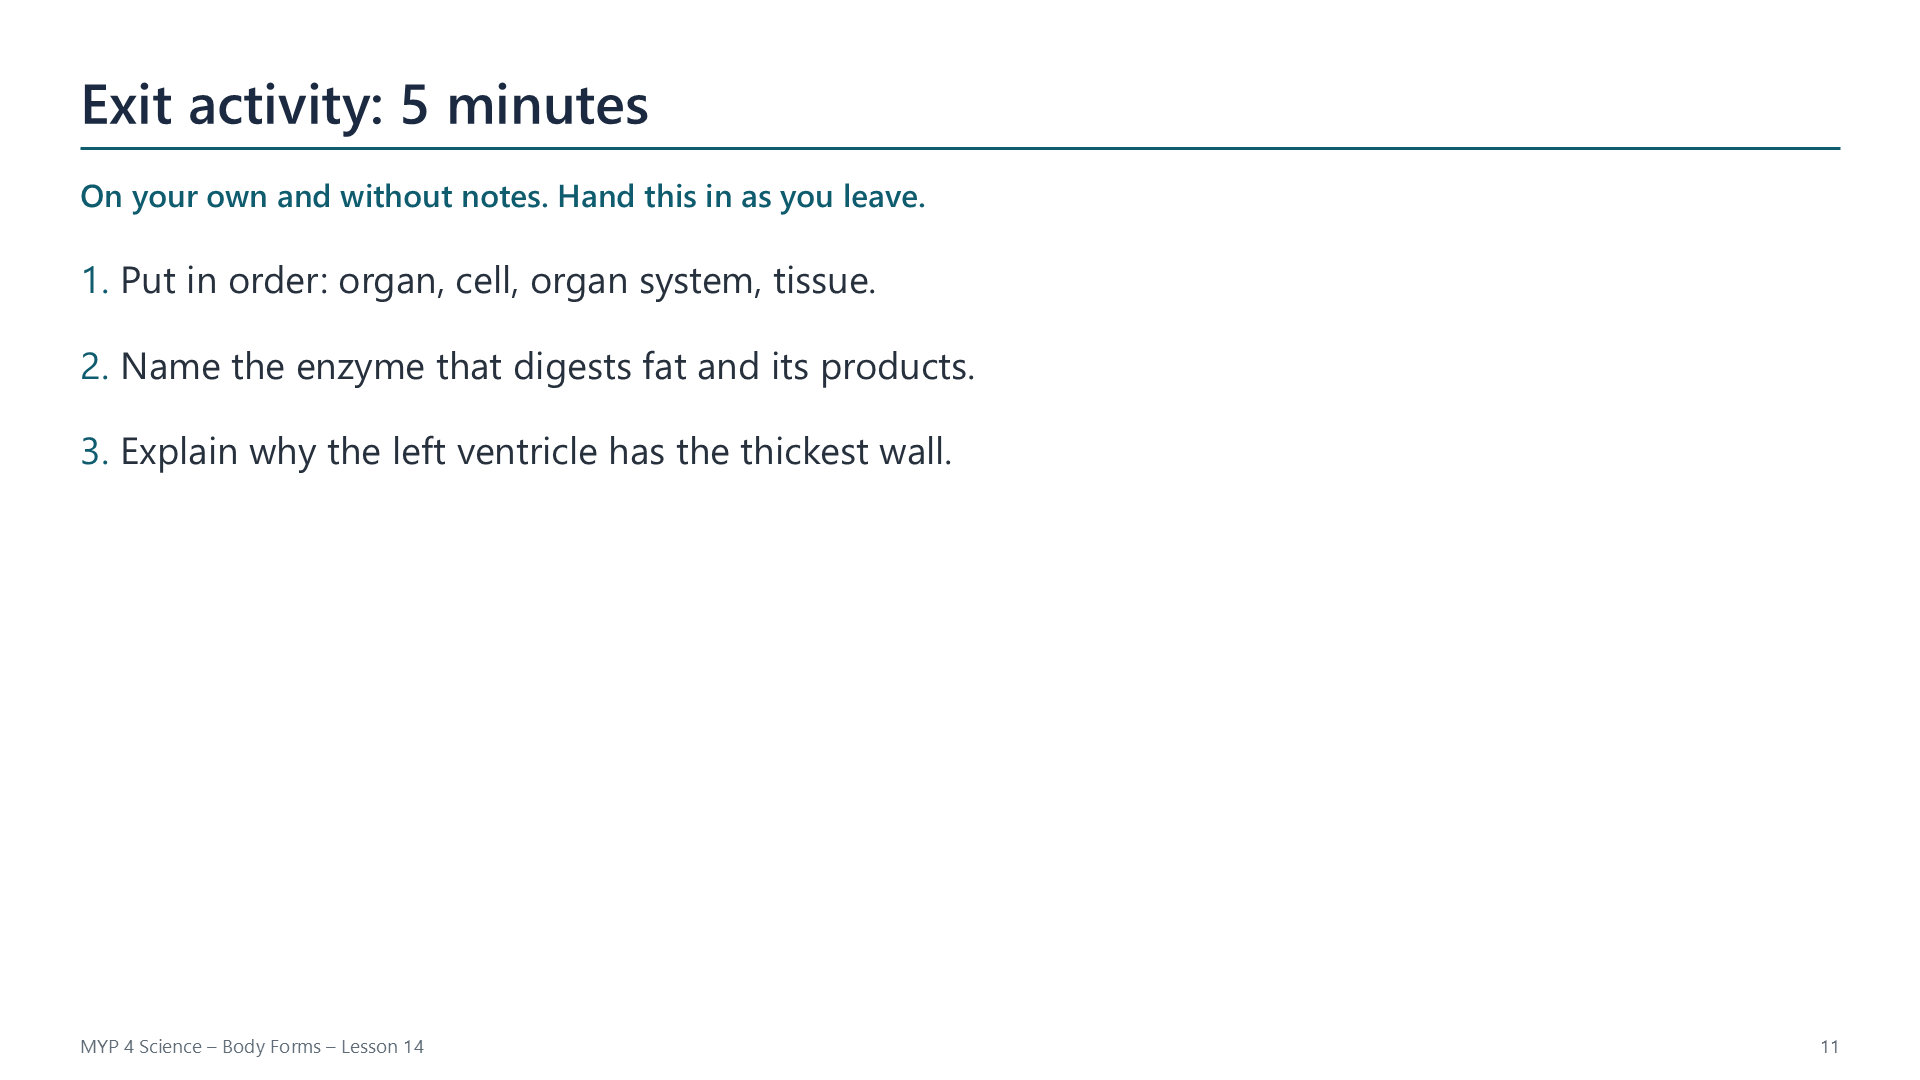 Exit activity: 5 minutes
On your own and without notes. Hand this in as you leave.
1. Put in order: organ, cell, organ system, tissue.
2. Name the enzyme that digests fat and its products.
3. Explain why the left ventricle has the thickest wall.
MYP 4 Science – Body Forms – Lesson 14
11